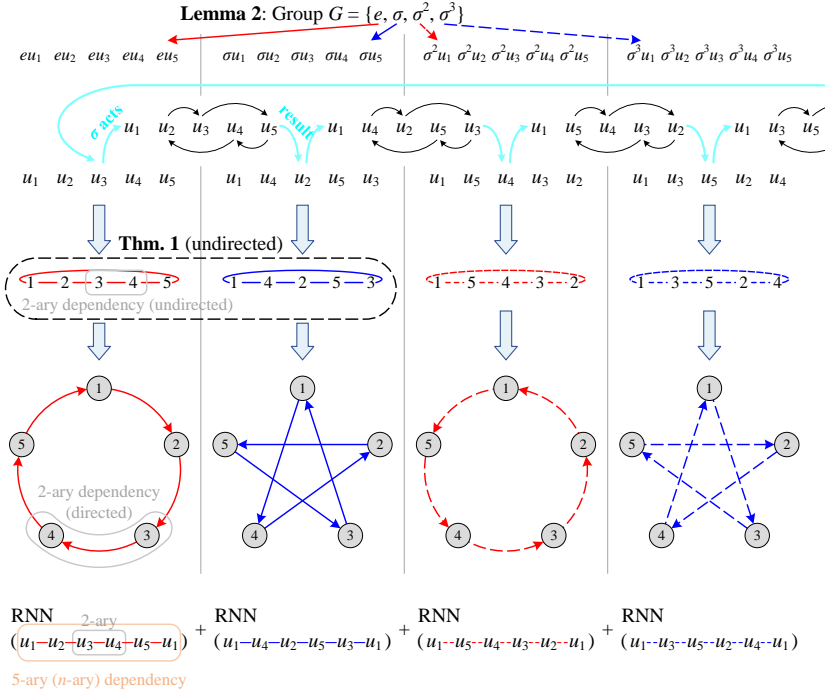 Lemma 2: Group G = {e, σ, σ², σ³}
eu₁ eu₂ eu₃ eu₄ eu₅ σu₁ σu₂ σu₃ σu₄ σu₅ σ²u₁ σ²u₂ σ²u₃ σ²u₄ σ²u₅ σ³u₁ σ³u₂ σ³u₃ σ³u₄ σ³u₅
σ acts u₁ u₂ u₃ u₄ u₅ result u₁ u₄ u₂ u₅ u₃ u₁ u₅ u₄ u₃ u₂ u₁ u₃ u₅
u₁ u₂ u₃ u₄ u₅ u₁ u₄ u₂ u₅ u₃ u₁ u₅ u₄ u₃ u₂ u₁ u₃ u₅ u₂ u₄
Thm. 1 (undirected)
1 2 3 4 5 1 4 2 5 3 1 5 4 3 2 1 3 5 2 4
2-ary dependency (undirected)
1 1 1 1
5 2 5 2 5 2 5 2
2-ary dependency
(directed)
4 3 4 3 4 3 4 3
RNN RNN RNN RNN
2-ary
(u₁—u₂—u₃—u₄—u₅—u₁) + (u₁—u₄—u₂—u₅—u₃—u₁) + (u₁--u₅--u₄--u₃--u₂--u₁) + (u₁--u₃--u₅--u₂--u₄--u₁)
5-ary (n-ary) dependency